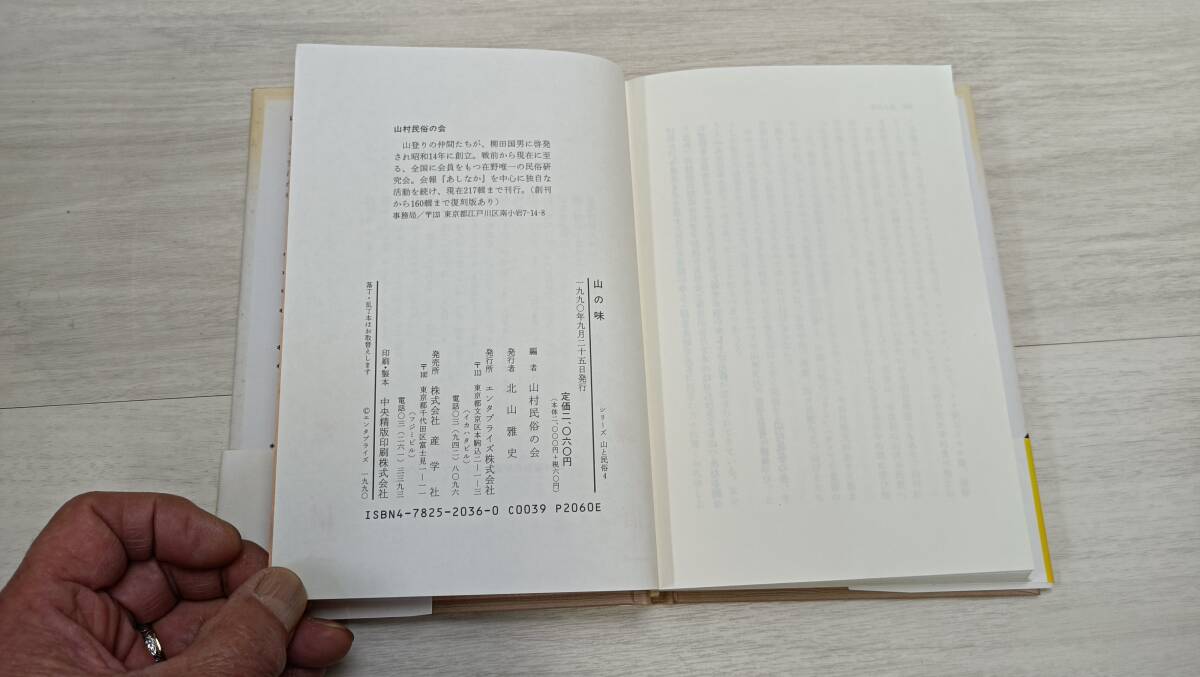 山村民俗の会
山登りの仲間たちが、柳田国男に啓発
され昭和14年に創立。戦前から現在に至
る、全国に会員をもつ在野唯一の民俗研
究会。会報『あしなか』を中心に独自な
活動を続け、現在217輯まで刊行。（創刊
から160輯まで復刻版あり）
事務局／〒133 東京都江戸川区南小岩7-14-8
山の味
シリーズ 山と民俗 4
一九九〇年九月二十五日発行
定価二、〇六〇円
（本体二、〇〇〇円＋税六〇円）
編者 山村民俗の会
発行者 北山雅史
発行所 エンタプライズ株式会社
〒113 東京都文京区本駒込二ー一一ー三
（イカハタビル）
電話〇三（九四二）八〇九六
発売所 株式会社 産学社
〒102 東京都千代田区富士見一ー一一
（フジミビル）
電話〇三（二六一）三三九三
印刷・製本 中央精版印刷株式会社
落丁・乱丁本はお取替えします
©エンタプライズ 一九九〇
ISBN4-7825-2036-0 C0039 P2060E